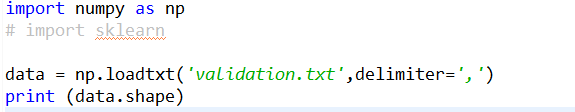 import numpy as np
# import sklearn
data = np.loadtxt('validation.txt',delimiter=',')
print (data.shape)